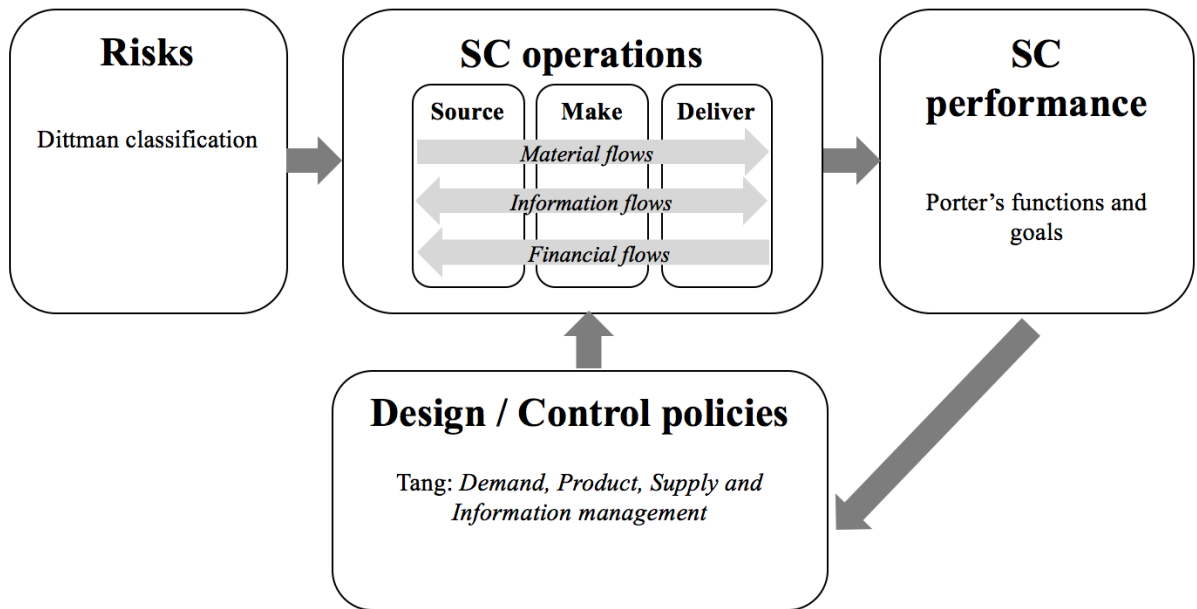 Risks
Dittman classification
SC operations
Source
Make
Deliver
Material flows
Information flows
Financial flows
SC
performance
Porter’s functions and
goals
Design / Control policies
Tang: Demand, Product, Supply and
Information management